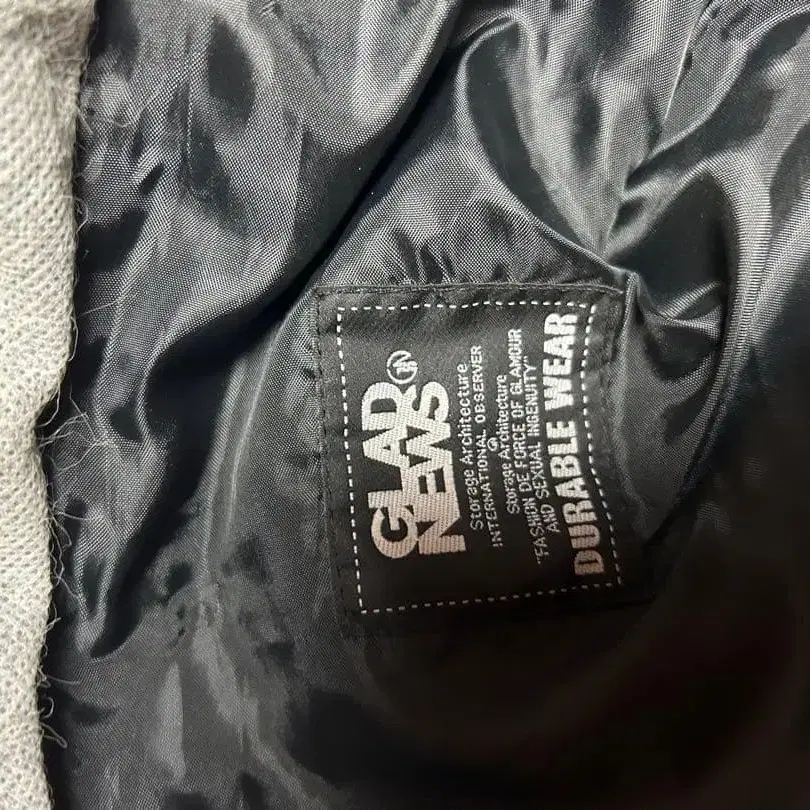 GLAD
NEWS
Storage Architecture
INTERNATIONAL OBSERVER
Storage Architecture
"FASHION DE FORCE OF GLAMOUR
AND SEXUAL INGENUITY"
DURABLE WEAR